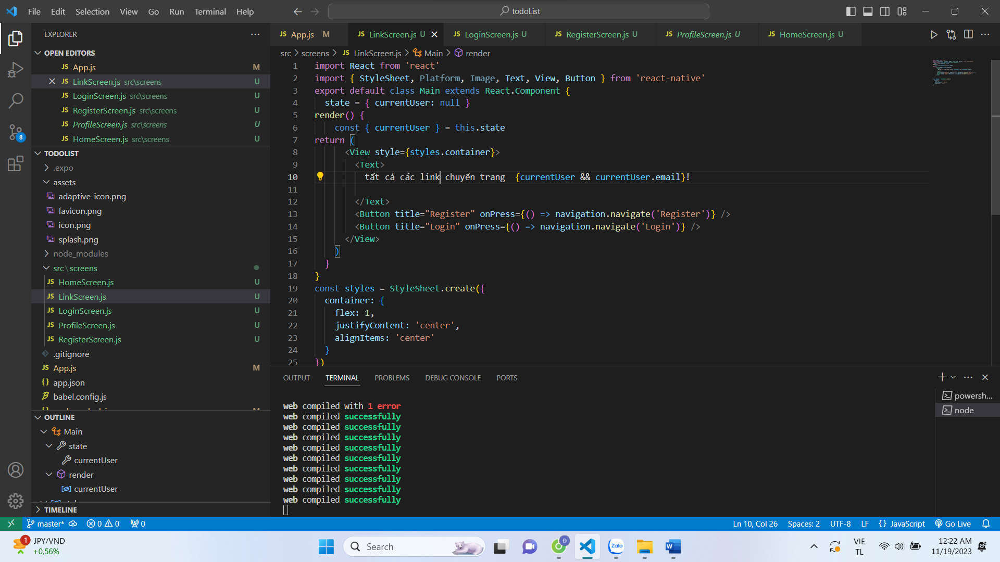 File Edit Selection View Go Run Terminal Help
todoList
EXPLORER
OPEN EDITORS
JS App.js M
JS LinkScreen.js src\screens U
JS LoginScreen.js src\screens U
JS RegisterScreen.js src\screens U
JS ProfileScreen.js src\screens U
JS HomeScreen.js src\screens U
TODOLIST
.expo
assets
adaptive-icon.png
favicon.png
icon.png
splash.png
node_modules
src\screens
JS HomeScreen.js U
JS LinkScreen.js U
JS LoginScreen.js U
JS ProfileScreen.js U
JS RegisterScreen.js U
.gitignore
JS App.js M
{} app.json
babel.config.js
OUTLINE
Main
state
currentUser
render
currentUser
TIMELINE
JS App.js M JS LinkScreen.js U JS LoginScreen.js U JS RegisterScreen.js U JS ProfileScreen.js U JS HomeScreen.js U
src > screens > JS LinkScreen.js > Main > render
1 import React from 'react'
2 import { StyleSheet, Platform, Image, Text, View, Button } from 'react-native'
3 export default class Main extends React.Component {
4 state = { currentUser: null }
5 render() {
6 const { currentUser } = this.state
7 return (
8 <View style={styles.container}>
9 <Text>
10 tất cả các link chuyển trang {currentUser && currentUser.email}!
11
12 </Text>
13 <Button title="Register" onPress={() => navigation.navigate('Register')} />
14 <Button title="Login" onPress={() => navigation.navigate('Login')} />
15 </View>
16 )
17 }
18 }
19 const styles = StyleSheet.create({
20 container: {
21 flex: 1,
22 justifyContent: 'center',
23 alignItems: 'center'
24 }
25 })
OUTPUT TERMINAL PROBLEMS DEBUG CONSOLE PORTS
web compiled with 1 error
web compiled successfully
web compiled successfully
web compiled successfully
web compiled successfully
web compiled successfully
web compiled successfully
web compiled successfully
web compiled successfully
web compiled successfully
powersh...
node
8
master* 0 0 0
Ln 10, Col 26 Spaces: 2 UTF-8 LF {} JavaScript Go Live
1 JPY/VND
+0,56%
Search
Đ
Zalo
W
VIE
TL
12:22 AM
11/19/2023